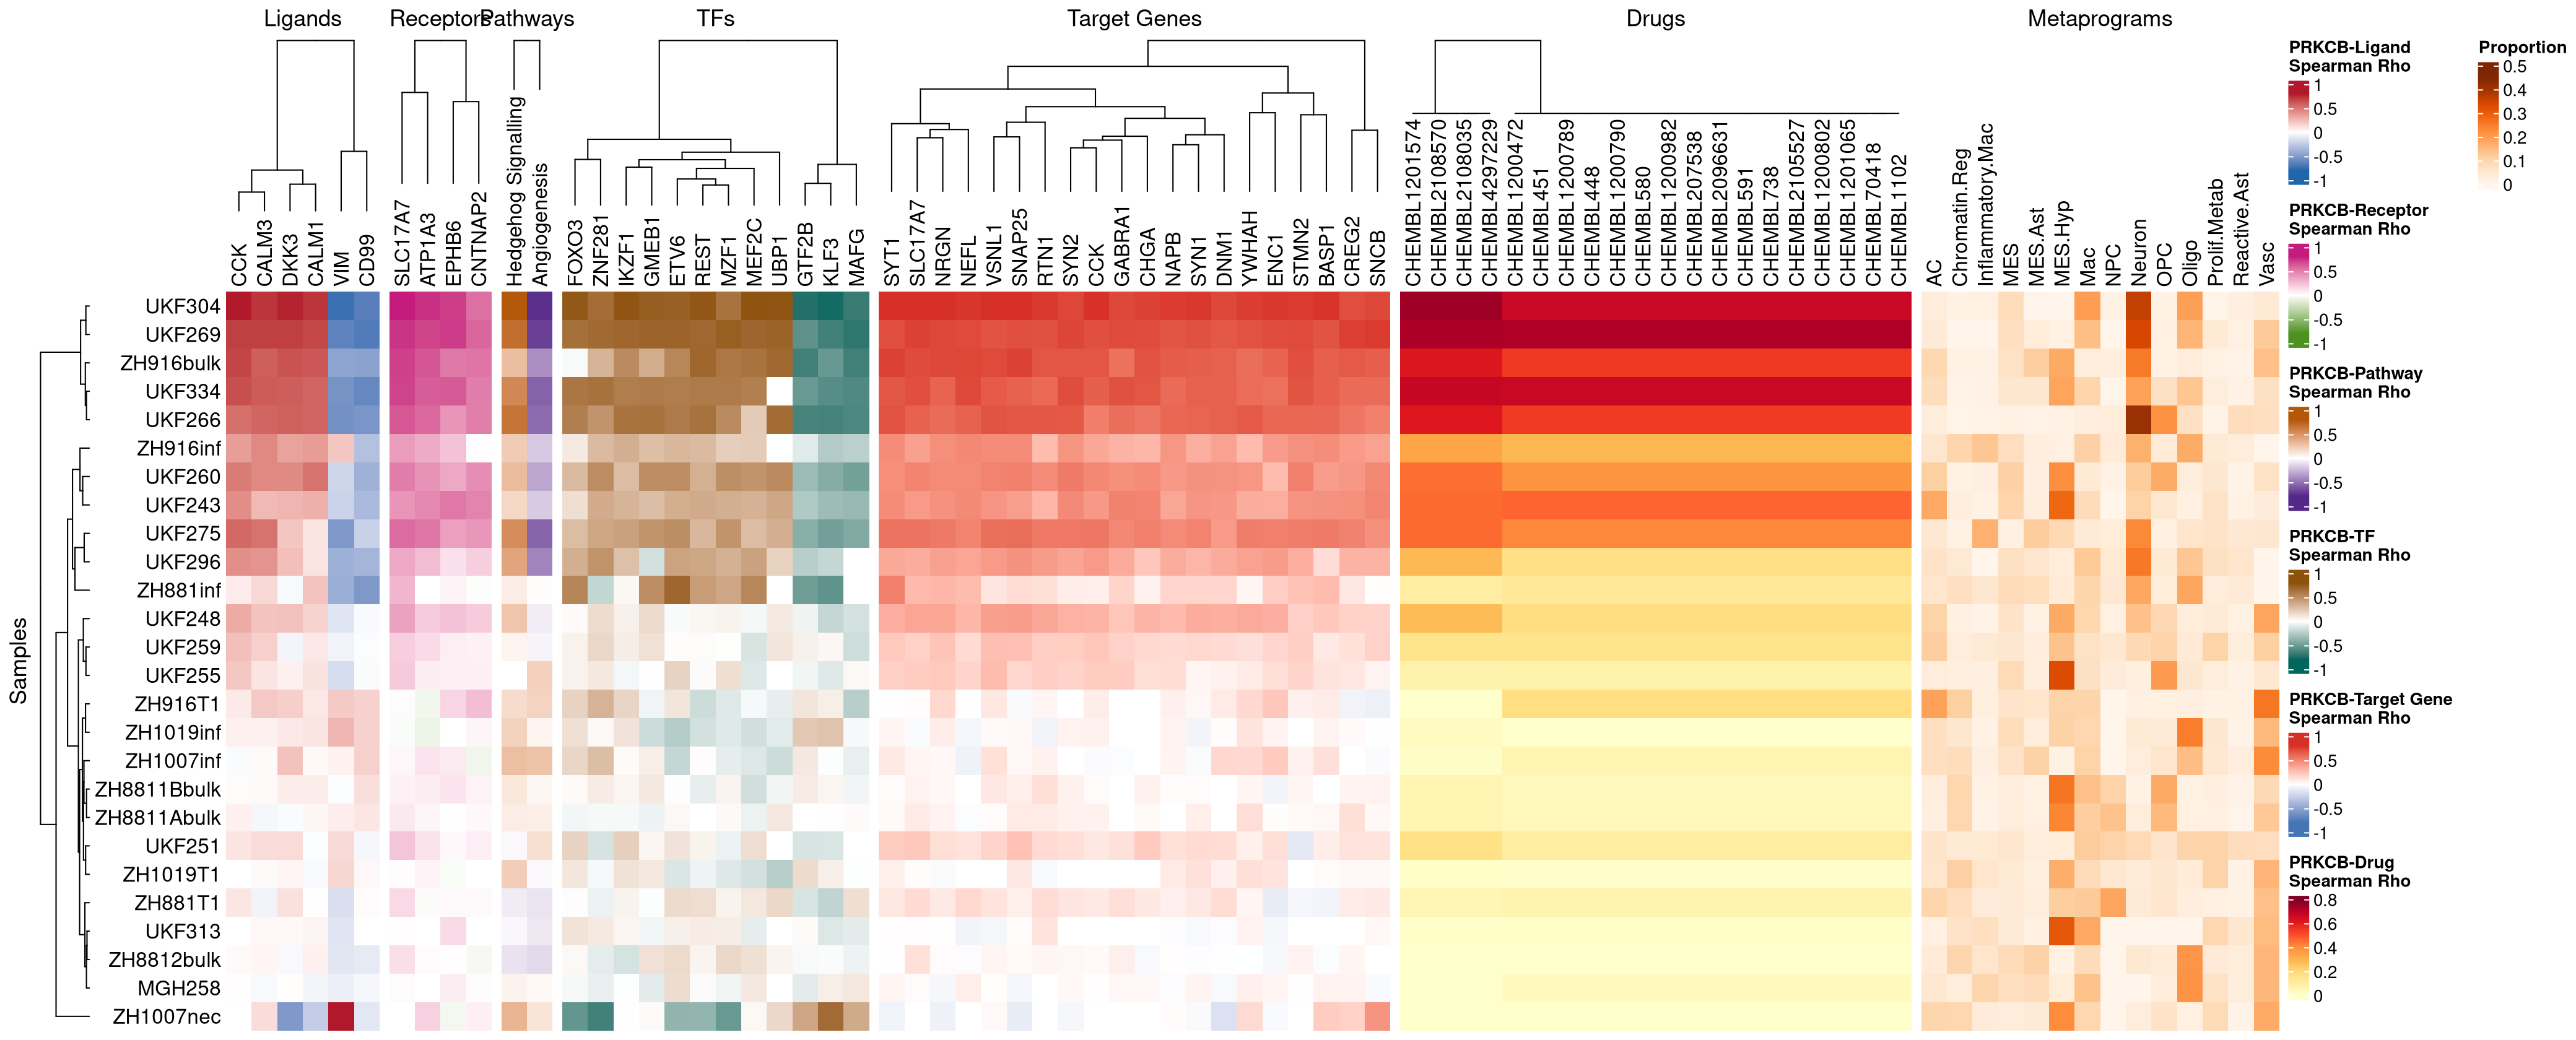 Ligands
Receptors
Pathways
TFs
Target Genes
Drugs
Metaprograms
CCK
CALM3
DKK3
CALM1
VIM
CD99
SLC17A7
ATP1A3
EPHB6
CNTNAP2
Hedgehog Signalling
Angiogenesis
FOXO3
ZNF281
IKZF1
GMEB1
ETV6
REST
MZF1
MEF2C
UBP1
GTF2B
KLF3
MAFG
SYT1
SLC17A7
NRGN
NEFL
VSNL1
SNAP25
RTN1
SYN2
CCK
GABRA1
CHGA
NAPB
SYN1
DNM1
YWHAH
ENC1
STMN2
BASP1
CREG2
SNCB
CHEMBL1201574
CHEMBL2108570
CHEMBL2108035
CHEMBL4297229
CHEMBL1200472
CHEMBL451
CHEMBL1200789
CHEMBL448
CHEMBL1200790
CHEMBL580
CHEMBL1200982
CHEMBL207538
CHEMBL2096631
CHEMBL591
CHEMBL738
CHEMBL2105527
CHEMBL1200802
CHEMBL1201065
CHEMBL70418
CHEMBL1102
AC
Chromatin.Reg
Inflammatory.Mac
MES
MES.Ast
MES.Hyp
Mac
NPC
Neuron
OPC
Oligo
Prolif.Metab
Reactive.Ast
Vasc
Samples
UKF304
UKF269
ZH916bulk
UKF334
UKF266
ZH916inf
UKF260
UKF243
UKF275
UKF296
ZH881inf
UKF248
UKF259
UKF255
ZH916T1
ZH1019inf
ZH1007inf
ZH8811Bbulk
ZH8811Abulk
UKF251
ZH1019T1
ZH881T1
UKF313
ZH8812bulk
MGH258
ZH1007nec
PRKCB-Ligand
Spearman Rho
1
0.5
0
-0.5
-1
PRKCB-Receptor
Spearman Rho
1
0.5
0
-0.5
-1
PRKCB-Pathway
Spearman Rho
1
0.5
0
-0.5
-1
PRKCB-TF
Spearman Rho
1
0.5
0
-0.5
-1
PRKCB-Target Gene
Spearman Rho
1
0.5
0
-0.5
-1
PRKCB-Drug
Spearman Rho
0.8
0.6
0.4
0.2
0
Proportion
0.5
0.4
0.3
0.2
0.1
0